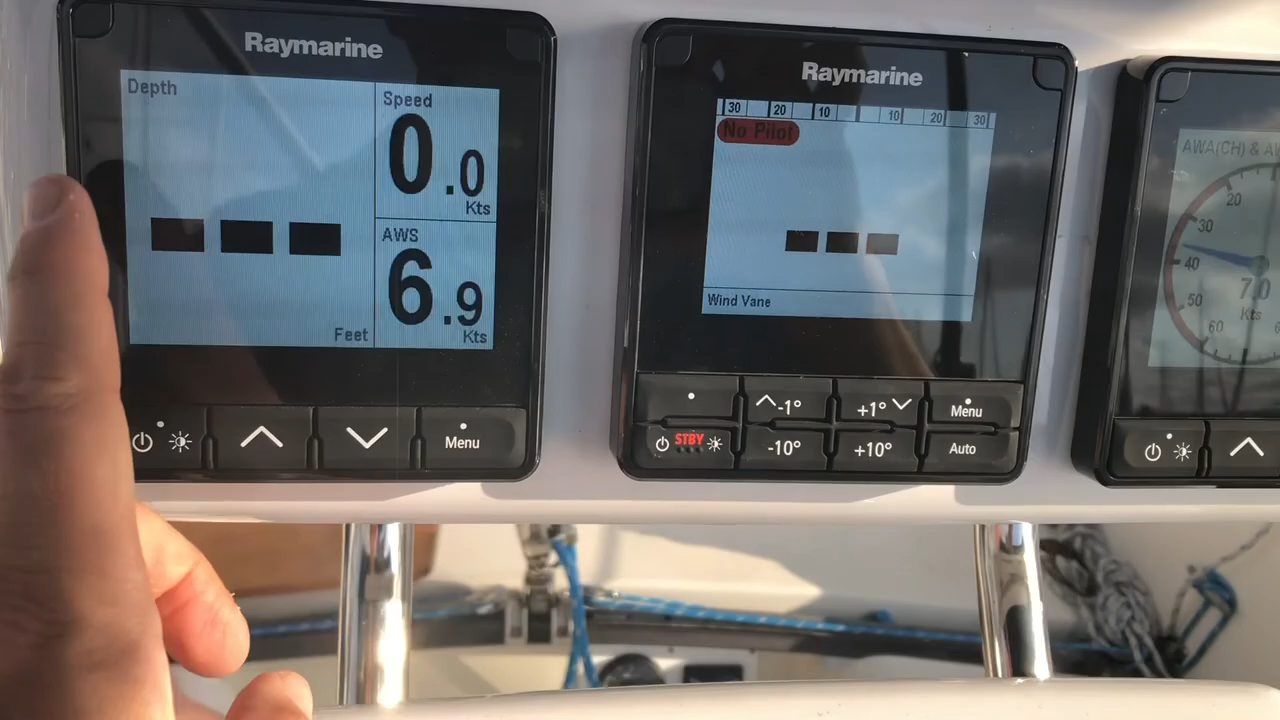 Raymarine
Depth
Speed
0.0
Kts
AWS
6.9
Kts
Feet
Menu
Raymarine
30 20 10 10 20 30
No Pilot
Wind Vane
-1° +1° Menu
STBY -10° +10° Auto
AWA(CH) & A
20
30
40
50
60
7.0
Kts
6